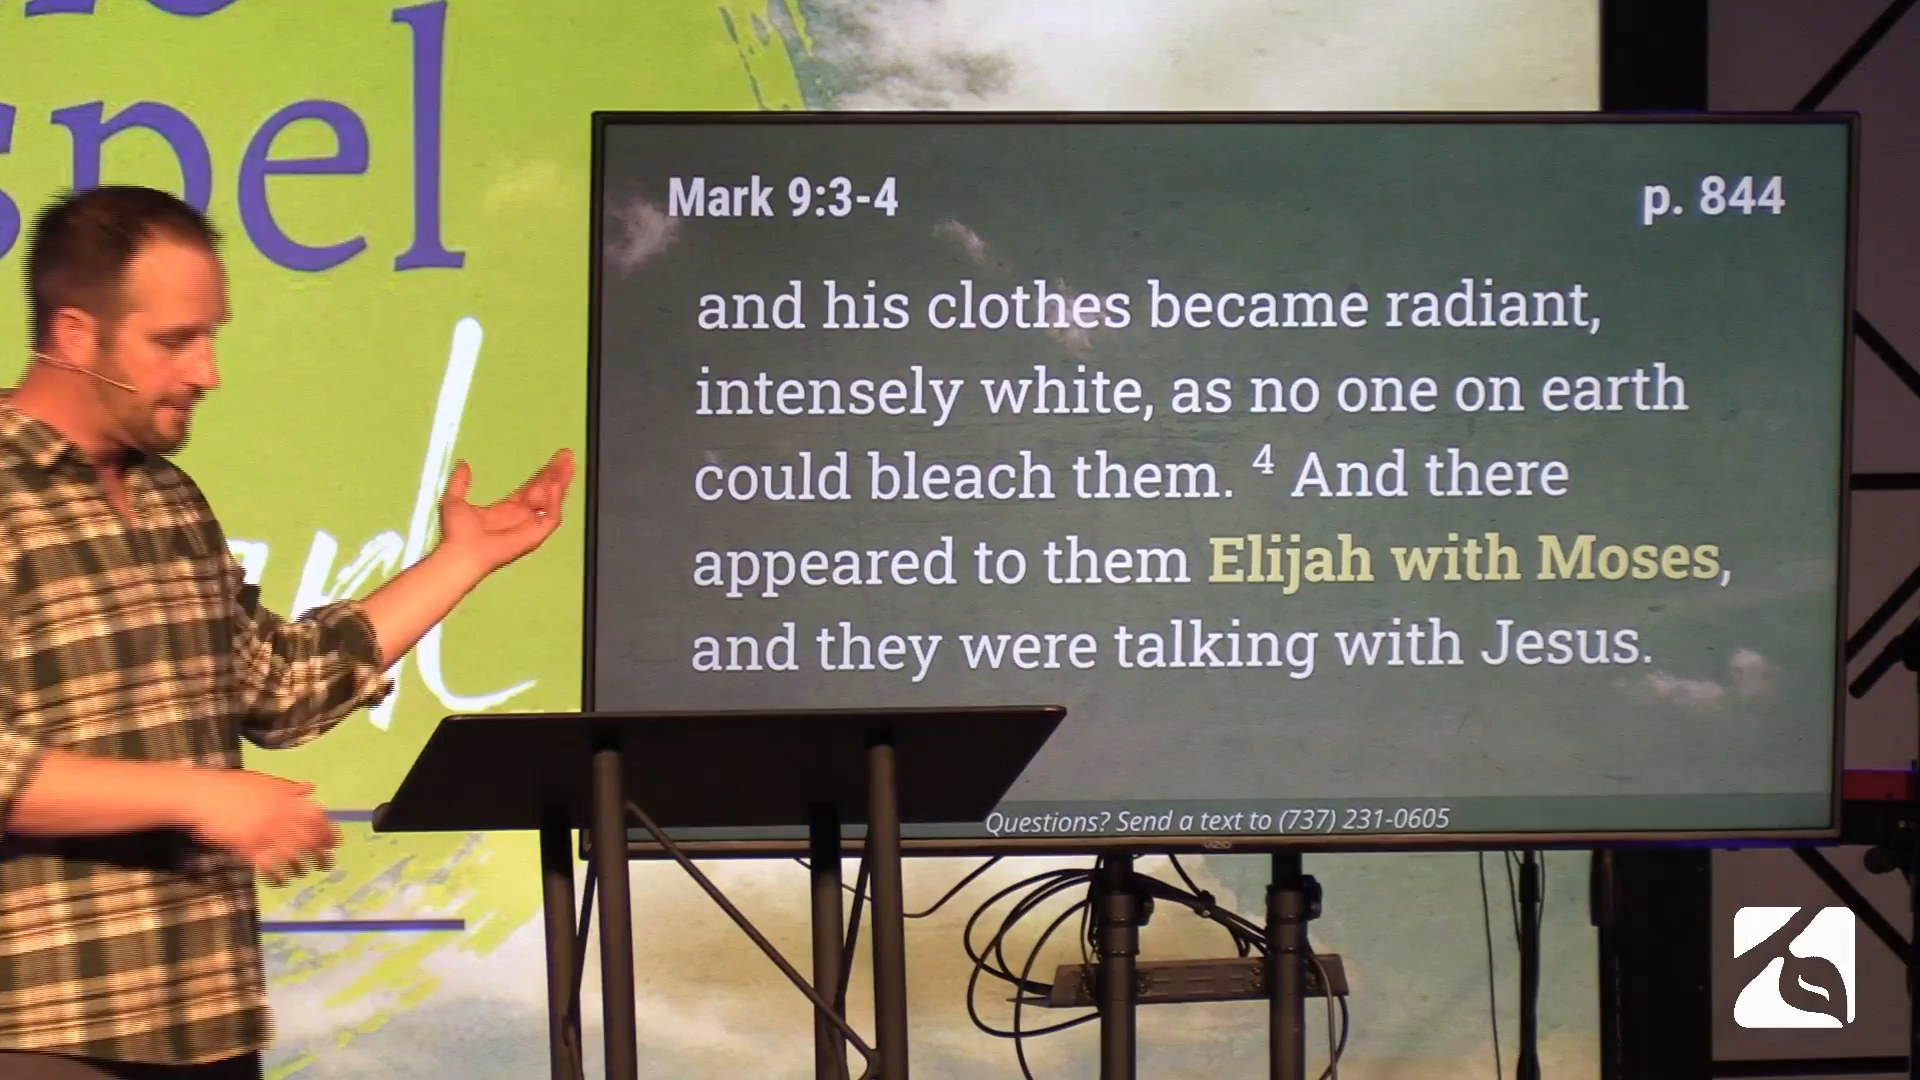 spel
Mark 9:3-4
p. 844
and his clothes became radiant,
intensely white, as no one on earth
could bleach them. ⁴ And there
appeared to them Elijah with Moses,
and they were talking with Jesus.
Questions? Send a text to (737) 231-0605
VIZIO